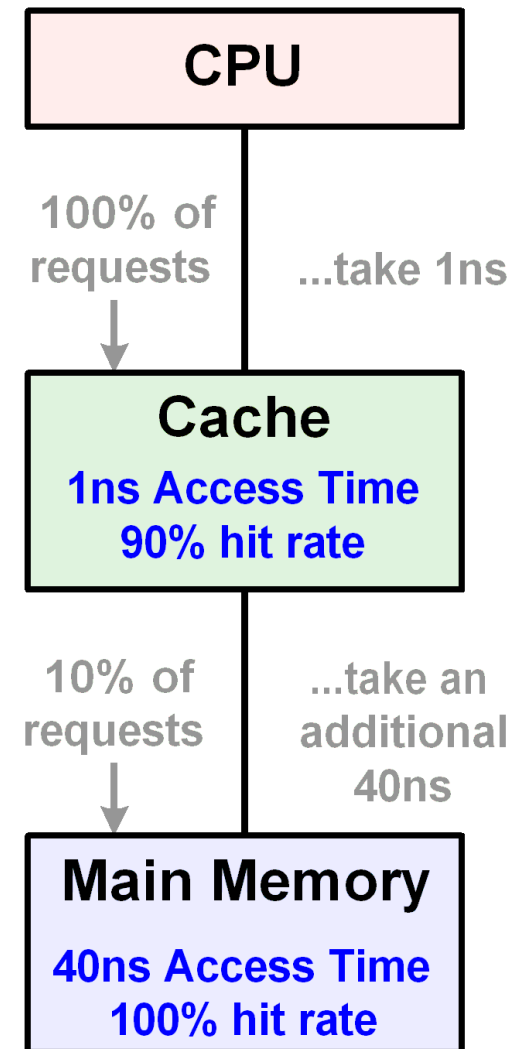 CPU
100% of
requests
...take 1ns
Cache
1ns Access Time
90% hit rate
10% of
requests
...take an
additional
40ns
Main Memory
40ns Access Time
100% hit rate